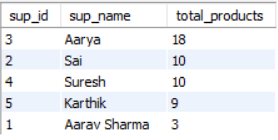 sup_id sup_name total_products
3 Aarya 18
2 Sai 10
4 Suresh 10
5 Karthik 9
1 Aarav Sharma 3